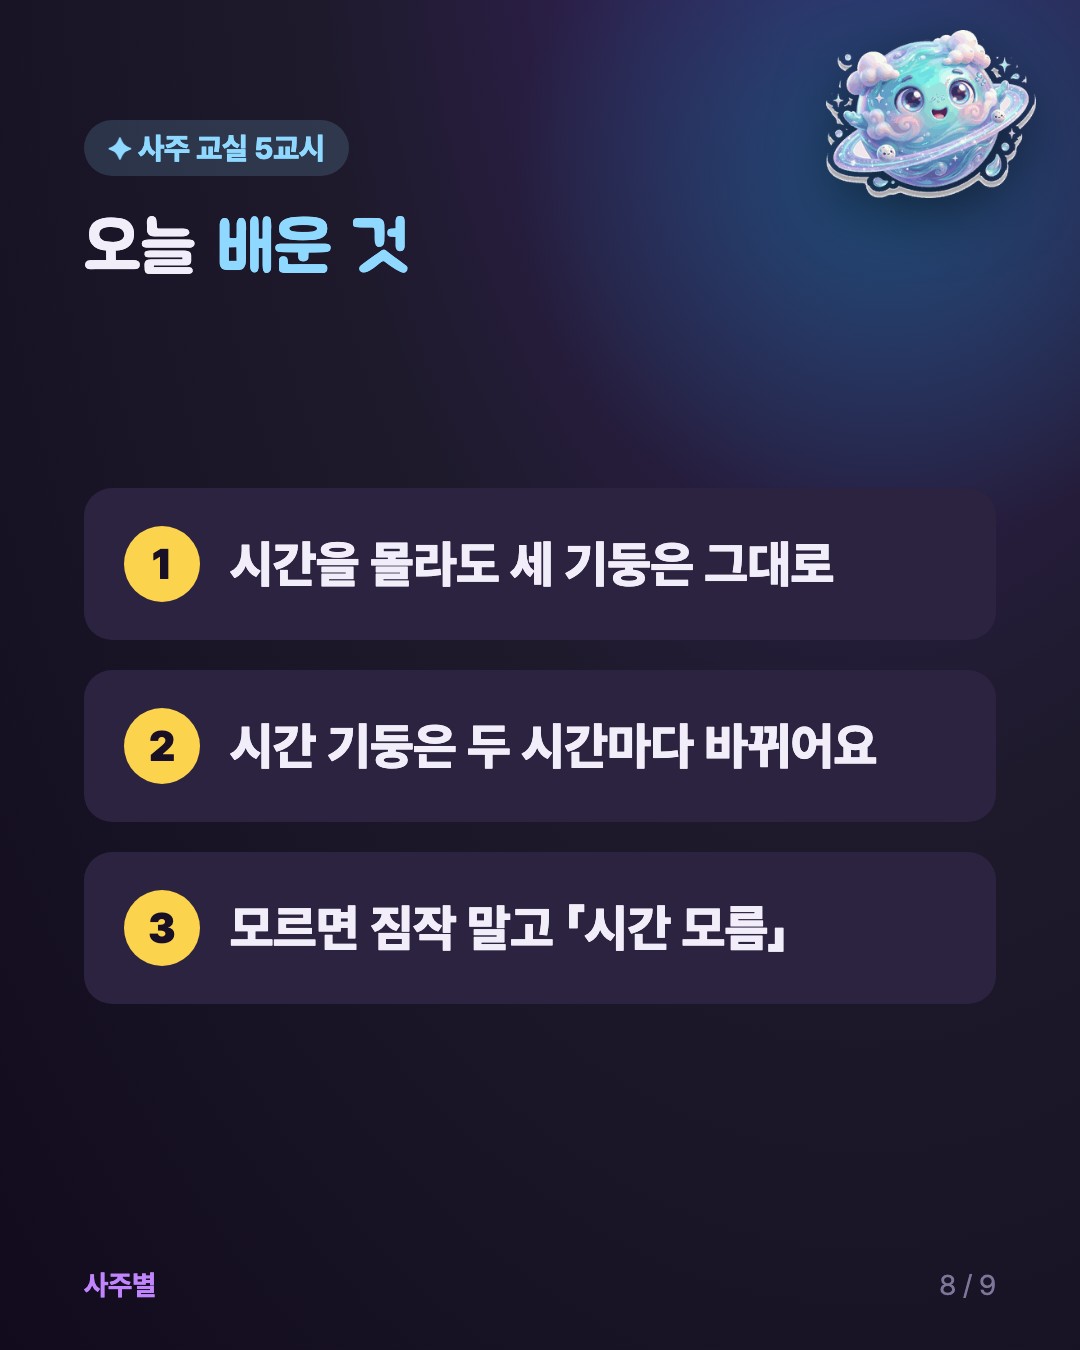 ✦ 사주 교실 5교시
오늘 배운 것
1 시간을 몰라도 세 기둥은 그대로
2 시간 기둥은 두 시간마다 바뀌어요
3 모르면 짐작 말고 「시간 모름」
사주별
8 / 9